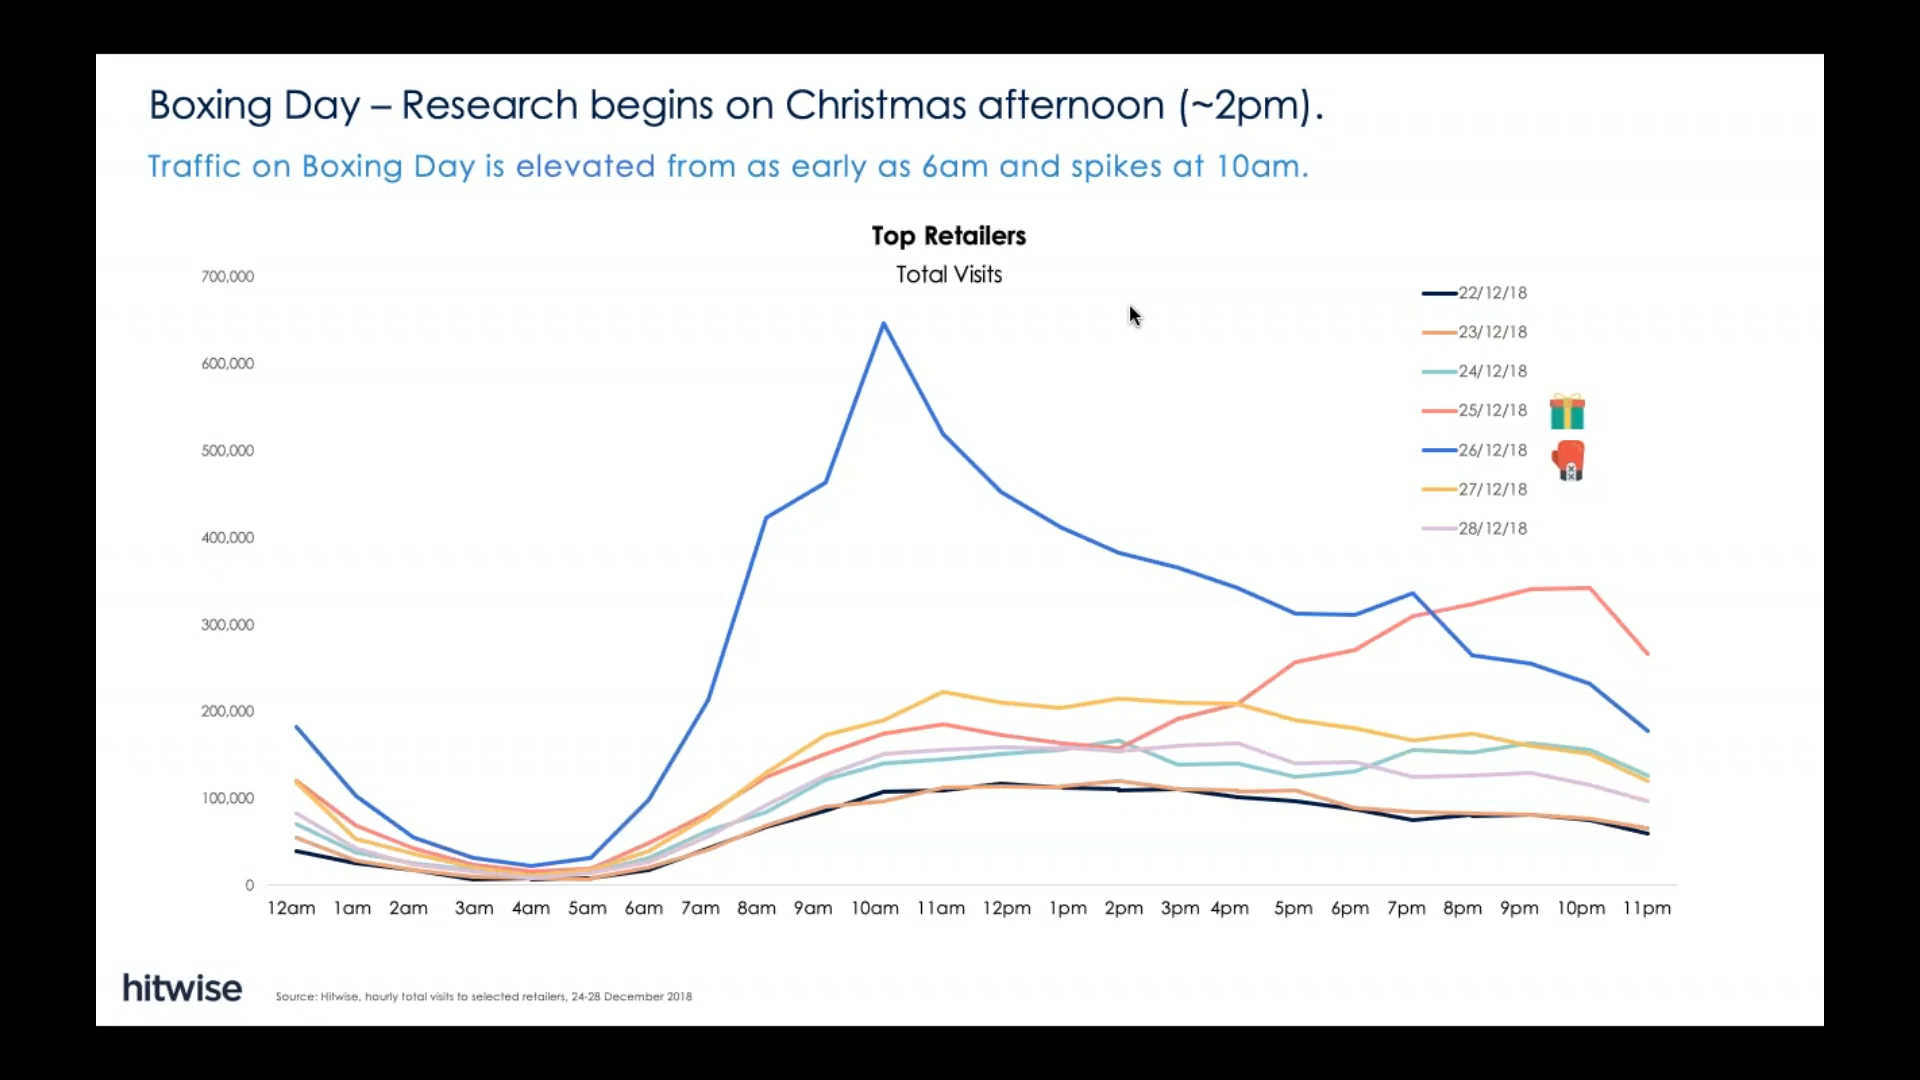 Boxing Day – Research begins on Christmas afternoon (~2pm).
Traffic on Boxing Day is elevated from as early as 6am and spikes at 10am.
Top Retailers
Total Visits
700,000
600,000
500,000
400,000
300,000
200,000
100,000
0
22/12/18
23/12/18
24/12/18
25/12/18
26/12/18
27/12/18
28/12/18
12am 1am 2am 3am 4am 5am 6am 7am 8am 9am 10am 11am 12pm 1pm 2pm 3pm 4pm 5pm 6pm 7pm 8pm 9pm 10pm 11pm
hitwise
Source: Hitwise, hourly total visits to selected retailers, 24-28 December 2018